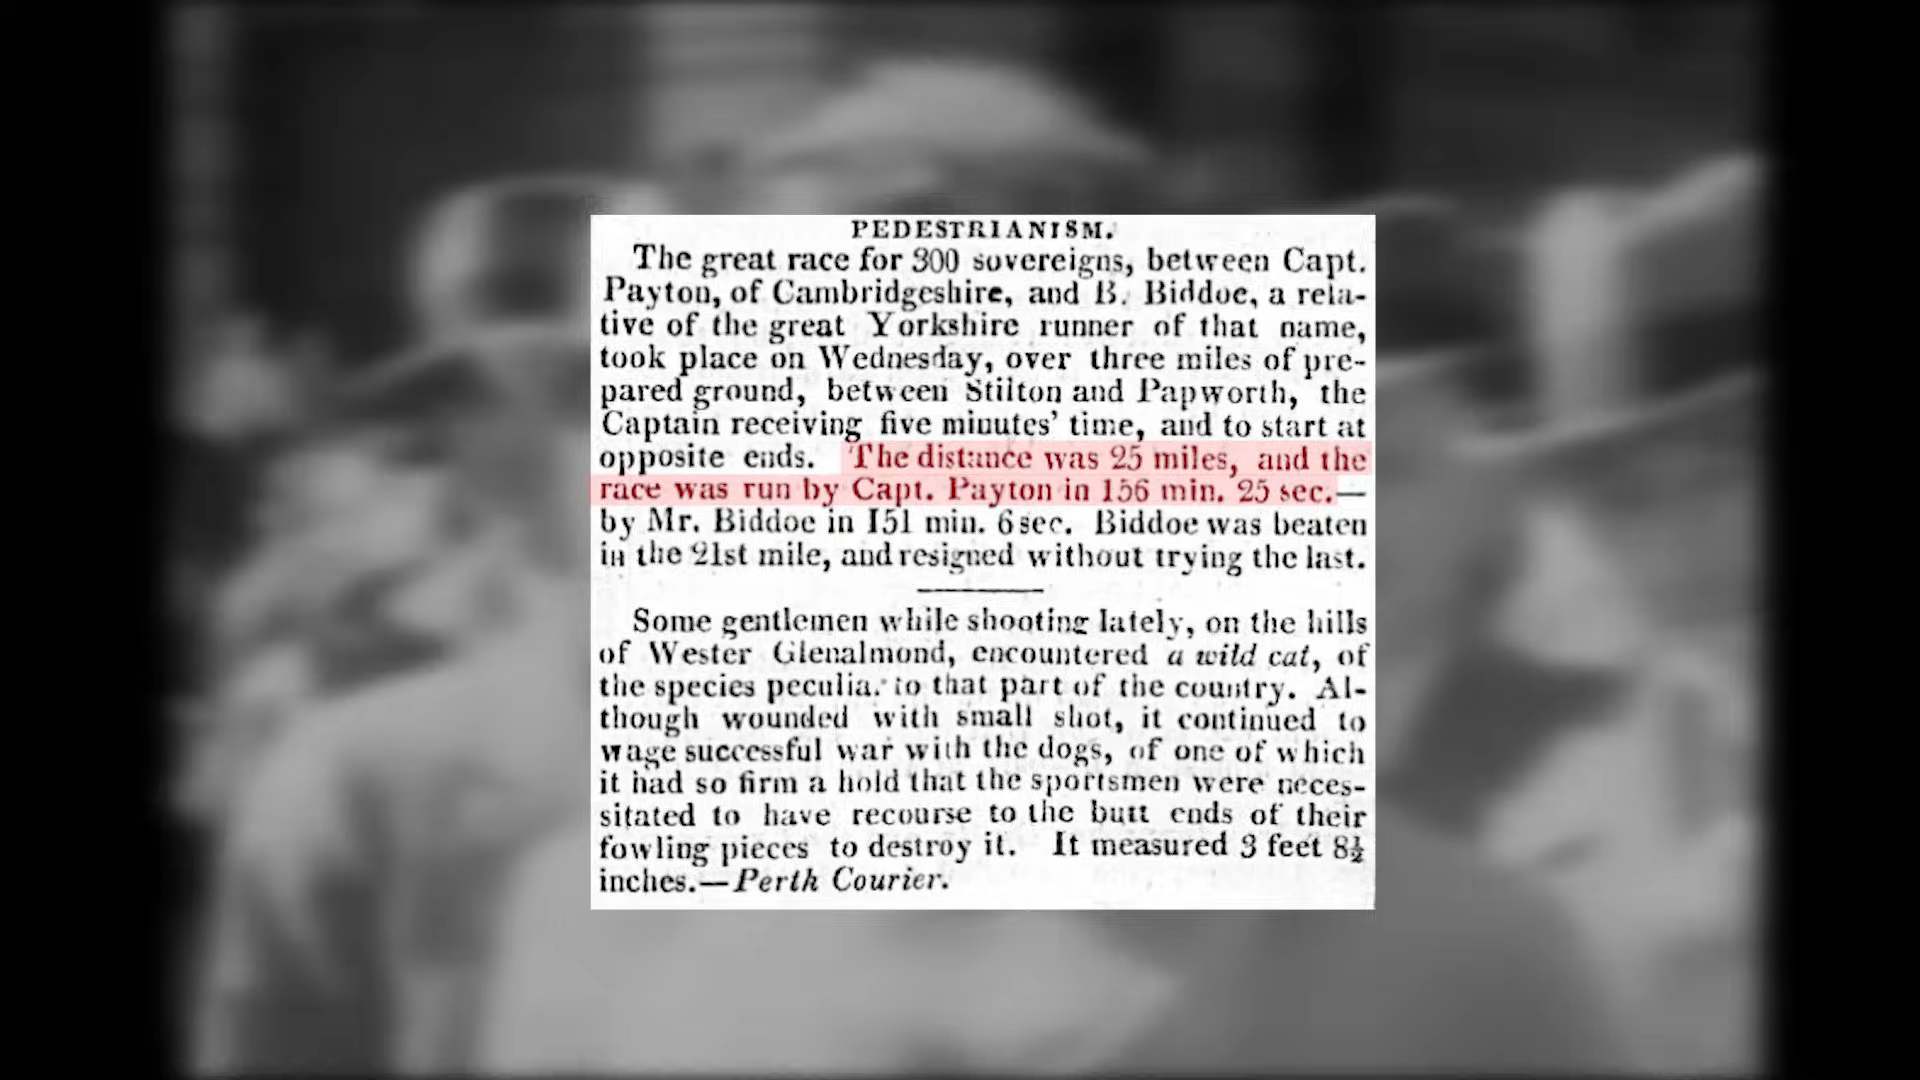 PEDESTRIANISM.
The great race for 300 sovereigns, between Capt.
Payton, of Cambridgeshire, and B. Biddoe, a rela-
tive of the great Yorkshire runner of that name,
took place on Wednesday, over three miles of pre-
pared ground, between Stilton and Papworth, the
Captain receiving five minutes' time, and to start at
opposite ends. The distance was 25 miles, and the
race was run by Capt. Payton in 156 min. 25 sec.—
by Mr. Biddoe in 151 min. 6 sec. Biddoe was beaten
in the 21st mile, and resigned without trying the last.
Some gentlemen while shooting lately, on the hills
of Wester Glenalmond, encountered a wild cat, of
the species peculiar to that part of the country. Al-
though wounded with small shot, it continued to
wage successful war with the dogs, of one of which
it had so firm a hold that the sportsmen were neces-
sitated to have recourse to the butt ends of their
fowling pieces to destroy it. It measured 3 feet 8½
inches.—Perth Courier.